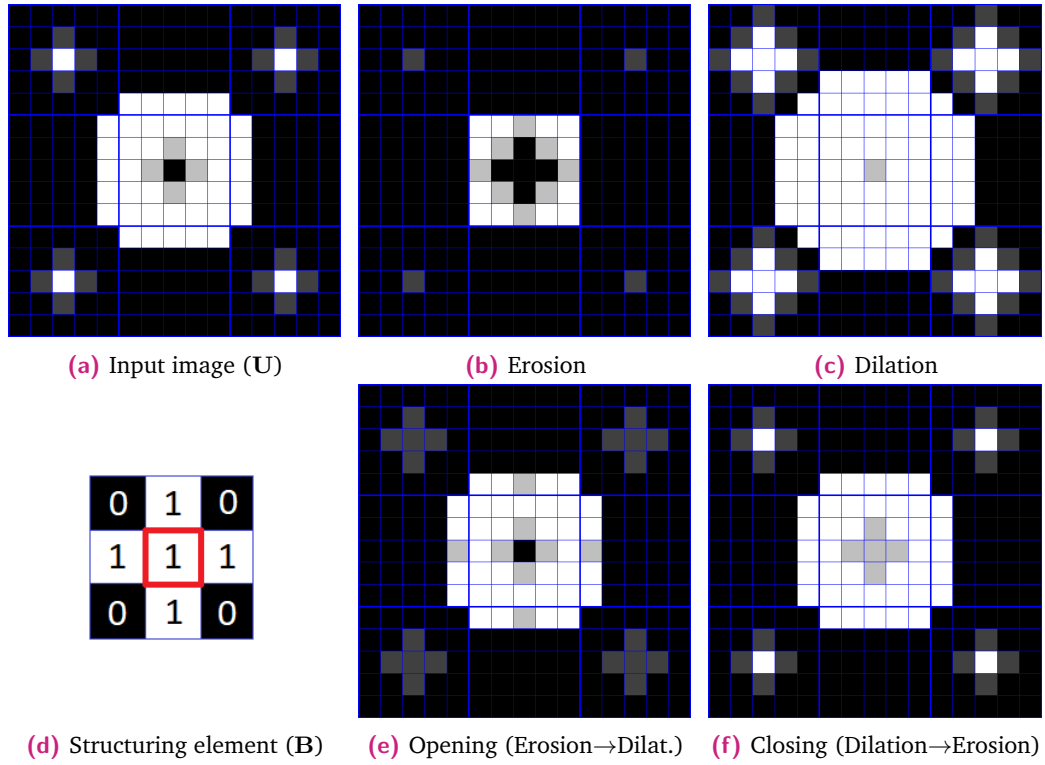 (a) Input image (U)
(b) Erosion
(c) Dilation
0 1 0
1 1 1
0 1 0
(d) Structuring element (B)
(e) Opening (Erosion→Dilat.)
(f) Closing (Dilation→Erosion)